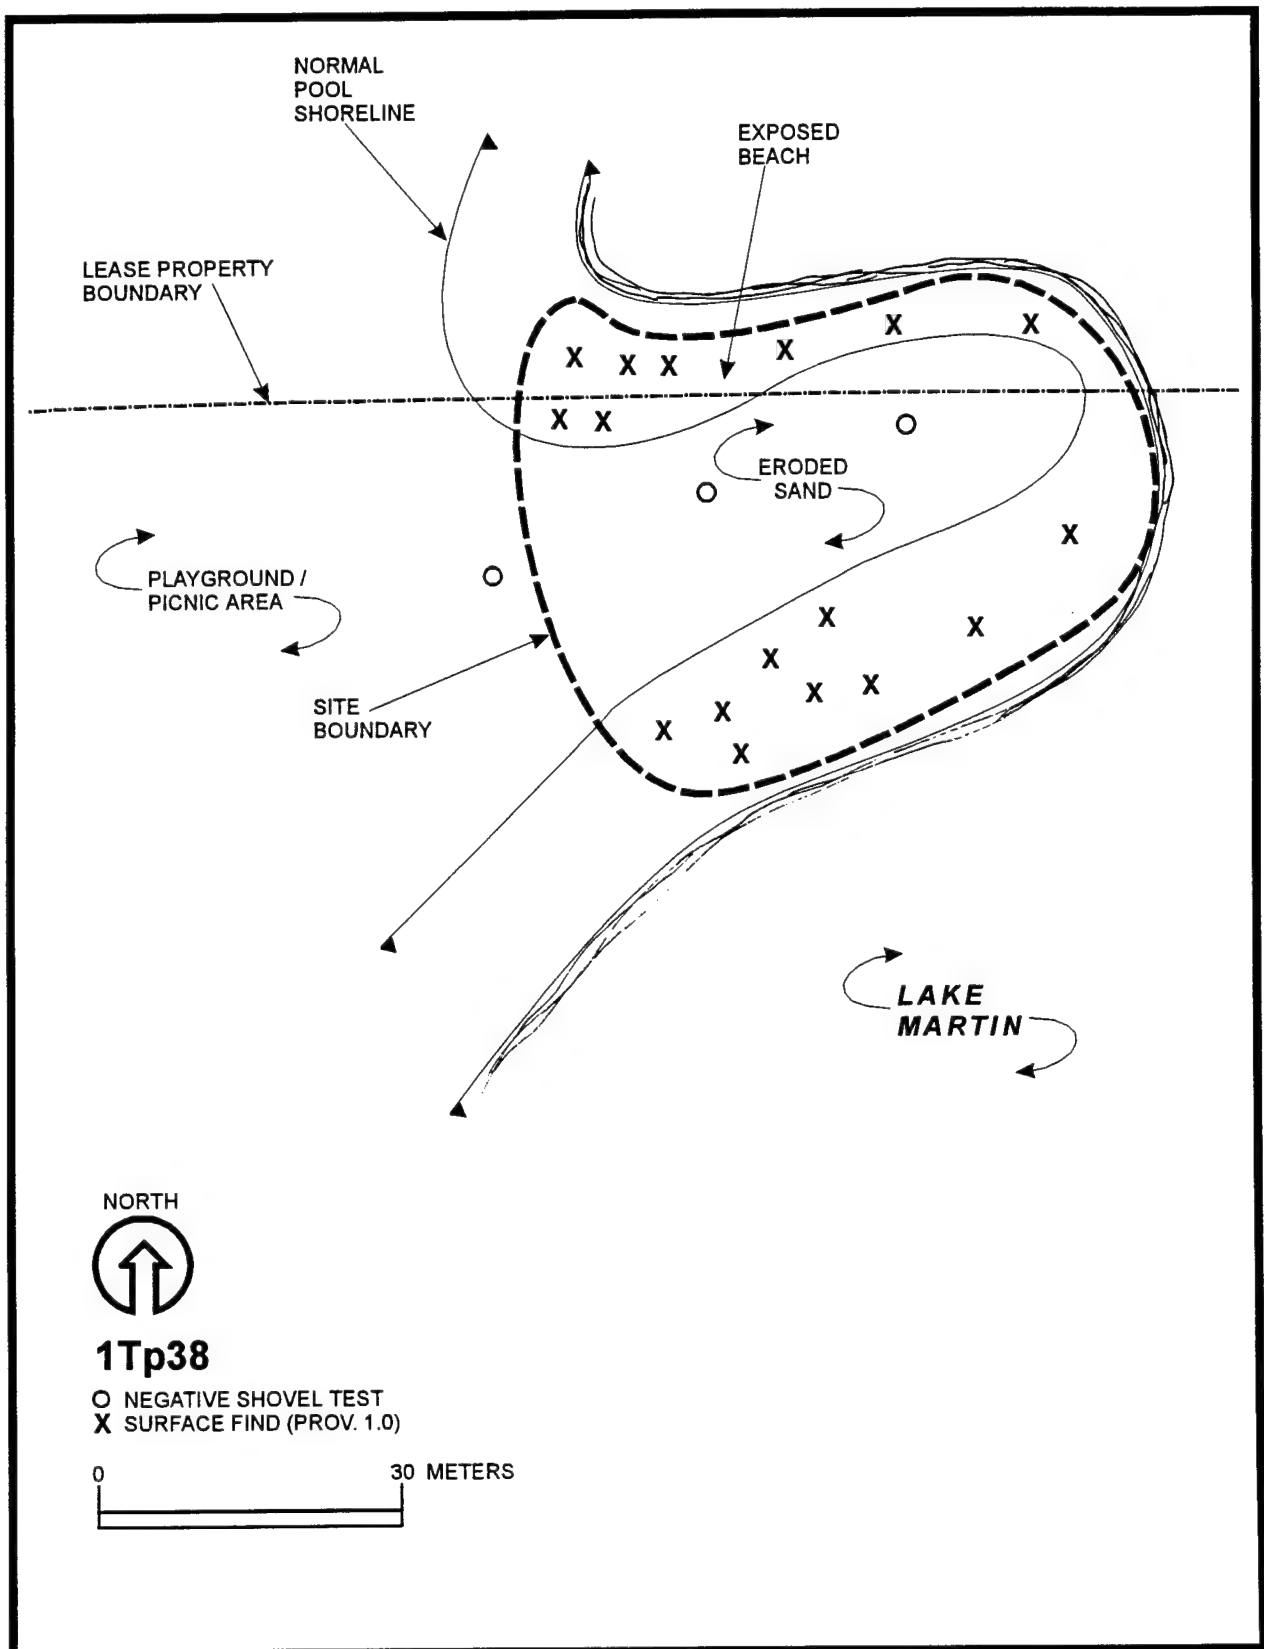 NORMAL
POOL
SHORELINE
EXPOSED
BEACH
LEASE PROPERTY
BOUNDARY
X X
X X X X
X X
O
ERODED
SAND
O
X
O
PLAYGROUND /
PICNIC AREA
X
X
X
X X
SITE
BOUNDARY
X
X
X
LAKE
MARTIN
NORTH
1Tp38
O NEGATIVE SHOVEL TEST
X SURFACE FIND (PROV. 1.0)
0 30 METERS